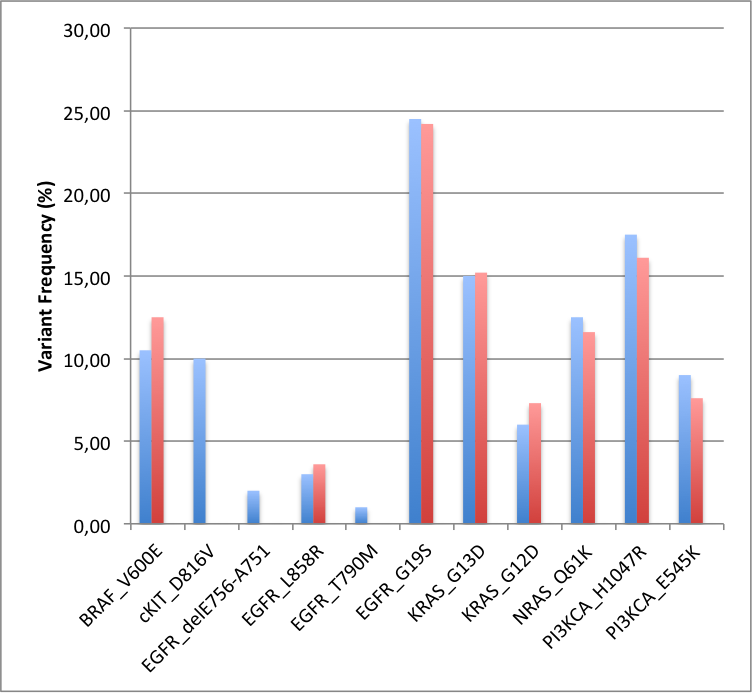 30,00
25,00
20,00
15,00
10,00
5,00
0,00
Variant Frequency (%)
BRAF_V600E
cKIT_D816V
EGFR_delE756-A751
EGFR_L858R
EGFR_T790M
EGFR_G19S
KRAS_G13D
KRAS_G12D
NRAS_Q61K
PI3KCA_H1047R
PI3KCA_E545K